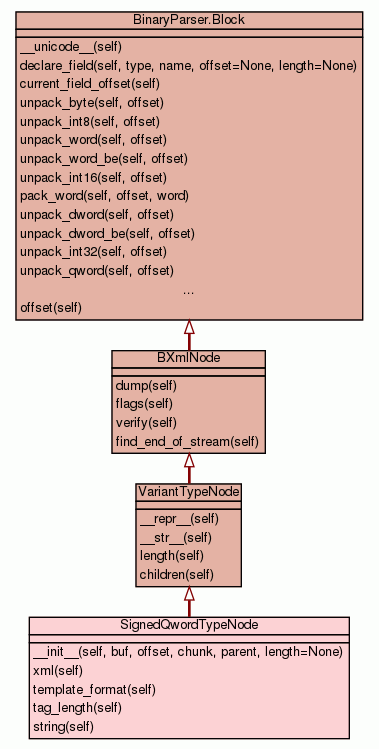 BinaryParser.Block
__unicode__(self)
declare_field(self, type, name, offset=None, length=None)
current_field_offset(self)
unpack_byte(self, offset)
unpack_int8(self, offset)
unpack_word(self, offset)
unpack_word_be(self, offset)
unpack_int16(self, offset)
pack_word(self, offset, word)
unpack_dword(self, offset)
unpack_dword_be(self, offset)
unpack_int32(self, offset)
unpack_qword(self, offset)
...
offset(self)
BXmlNode
dump(self)
flags(self)
verify(self)
find_end_of_stream(self)
VariantTypeNode
__repr__(self)
__str__(self)
length(self)
children(self)
SignedQwordTypeNode
__init__(self, buf, offset, chunk, parent, length=None)
xml(self)
template_format(self)
tag_length(self)
string(self)